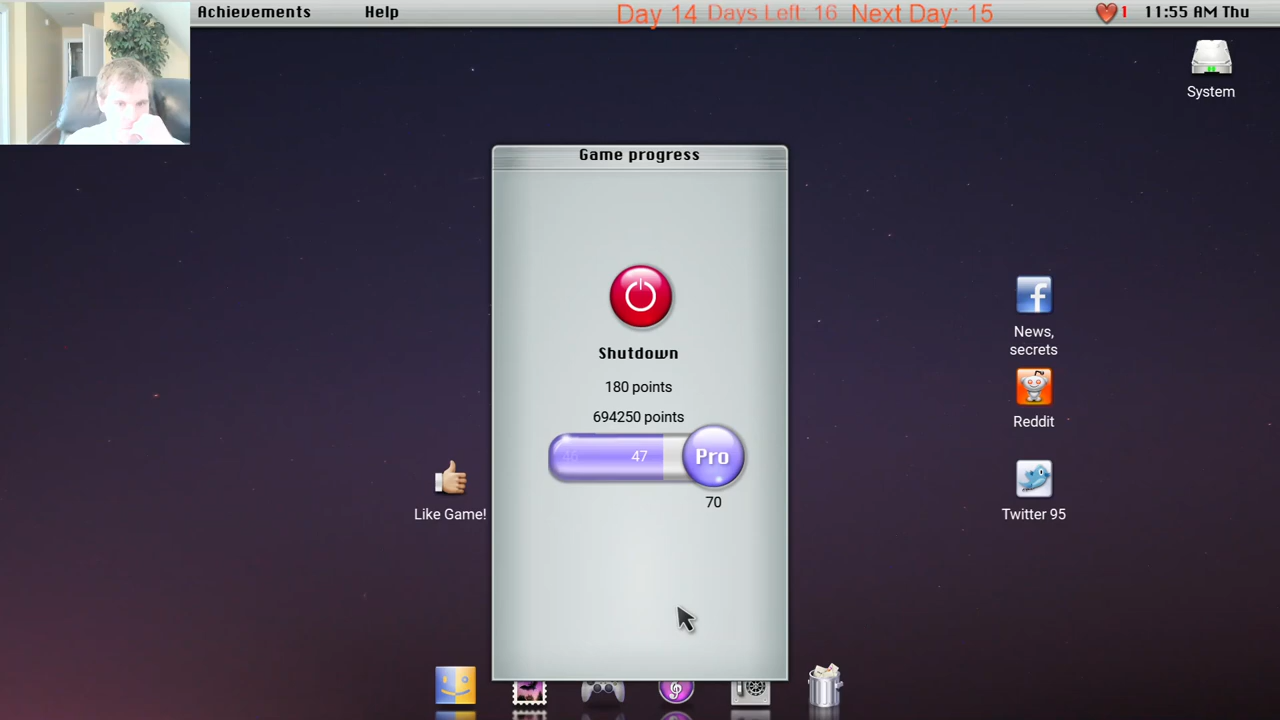 Achievements Help Day 14 Days Left: 16 Next Day: 15 1 11:55 AM Thu
System
Game progress
News,
secrets
Shutdown
180 points
Reddit
694250 points
46 47 Pro
70
Like Game!
Twitter 95